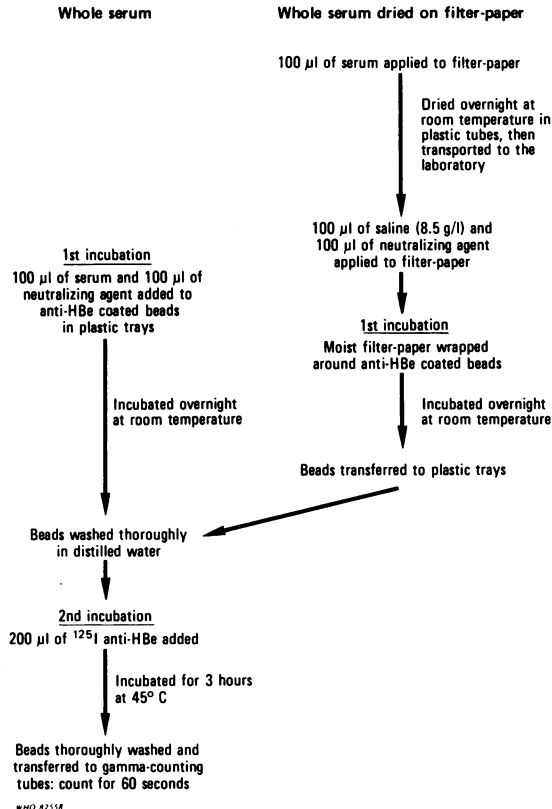 Whole serum
1st incubation
100 µl of serum and 100 µl of
neutralizing agent added to
anti-HBe coated beads
in plastic trays
Incubated overnight
at room temperature
Whole serum dried on filter-paper
100 µl of serum applied to filter-paper
Dried overnight at
room temperature in
plastic tubes, then
transported to the
laboratory
100 µl of saline (8.5 g/l) and
100 µl of neutralizing agent
applied to filter-paper
1st incubation
Moist filter-paper wrapped
around anti-HBe coated beads
Incubated overnight
at room temperature
Beads transferred to plastic trays
Beads washed thoroughly
in distilled water
2nd incubation
200 µl of ¹²⁵I anti-HBe added
Incubated for 3 hours
at 45° C
Beads thoroughly washed and
transferred to gamma-counting
tubes: count for 60 seconds
WHO 82558